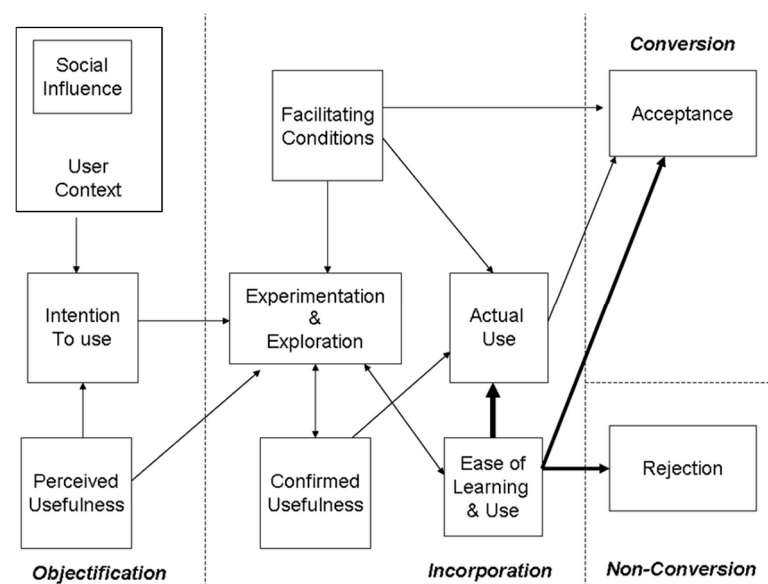 Social
Influence
User
Context
Intention
To use
Perceived
Usefulness
Objectification
Facilitating
Conditions
Experimentation
&
Exploration
Actual
Use
Confirmed
Usefulness
Ease of
Learning
& Use
Incorporation
Conversion
Acceptance
Rejection
Non-Conversion